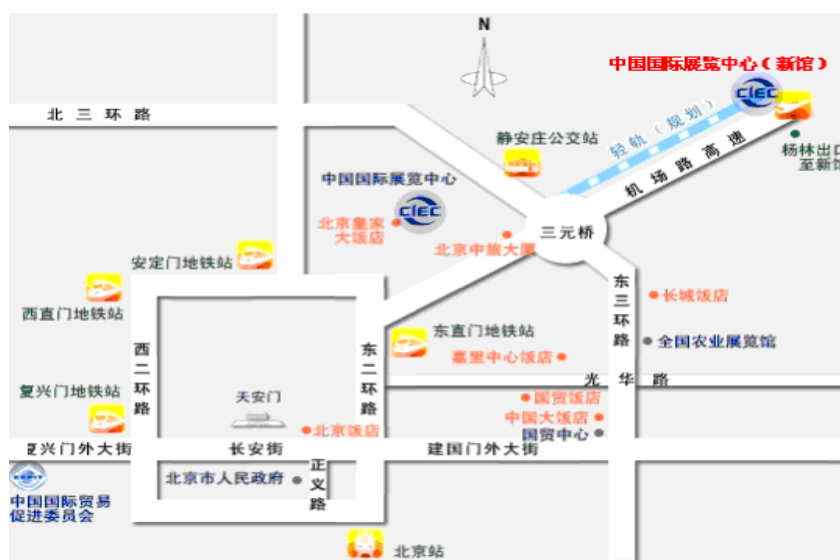 N
中国国际展览中心（新馆）
CIEC
北三环路
轻轨（规划）
静安庄公交站
机场路高速
杨林出口
至新馆
中国国际展览中心
CIEC
北京皇家
大饭店
三元桥
北京中旅大厦
安定门地铁站
西直门地铁站
东三环路
长城饭店
东直门地铁站
全国农业展览馆
西二环路
东二环路
嘉里中心饭店
光华路
复兴门地铁站
天安门
国贸饭店
中国大饭店
北京饭店
国贸中心
复兴门外大街
长安街
建国门外大街
正义路
北京市人民政府
中国国际贸易
促进委员会
北京站